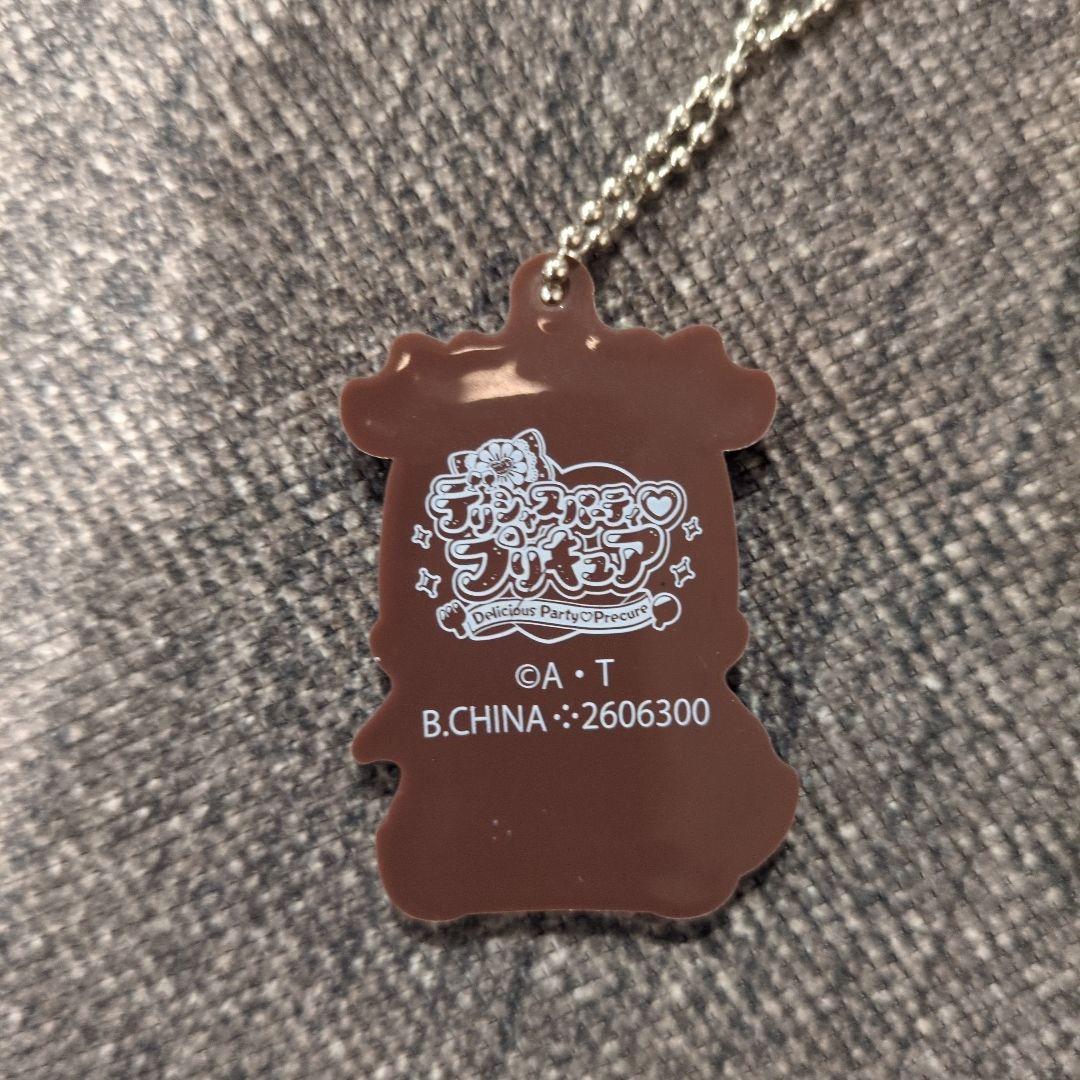 デリシャスパーティ♡
プリキュア
Delicious Party♡Precure
©A・T
B.CHINA⁘2606300